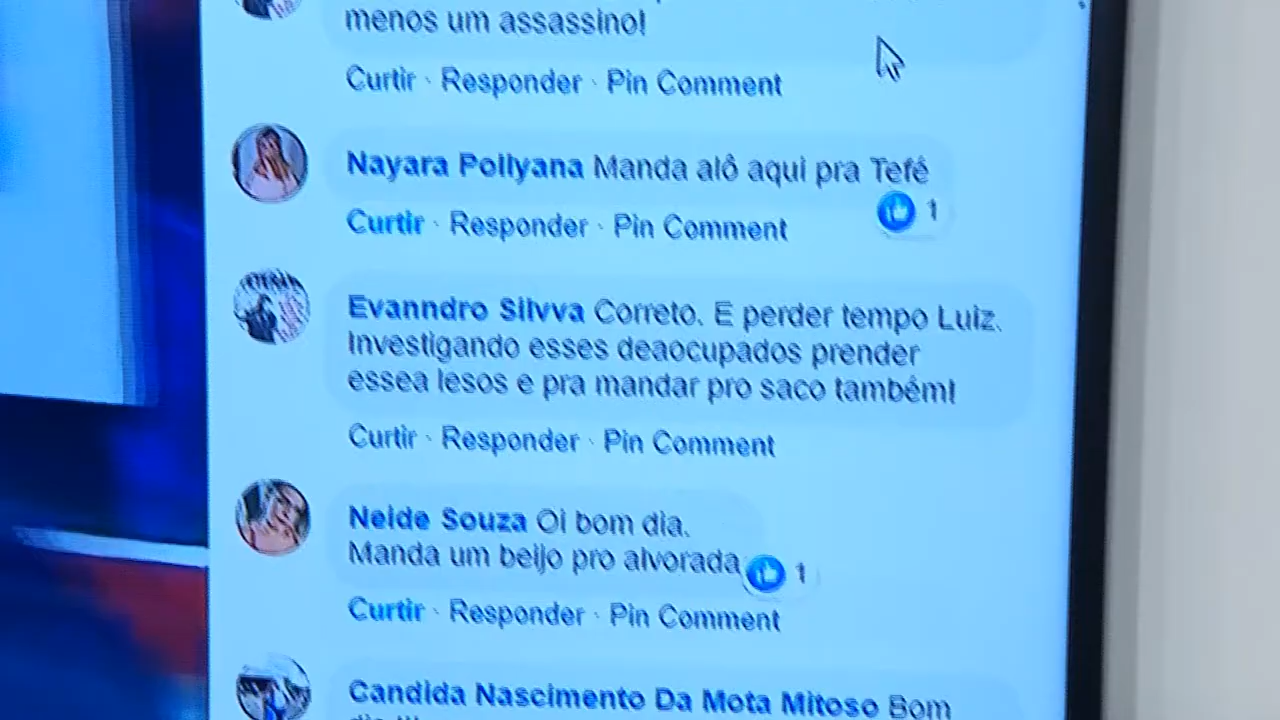 menos um assassino!
Curtir · Responder · Pin Comment
Nayara Pollyana Manda alô aqui pra Tefé
1
Curtir · Responder · Pin Comment
Evanndro Silvva Correto. E perder tempo Luiz.
Investigando esses deaocupados prender
essea lesos e pra mandar pro saco também!
Curtir · Responder · Pin Comment
Neide Souza Oi bom dia.
Manda um beijo pro alvorada
1
Curtir · Responder · Pin Comment
Candida Nascimento Da Mota Mitoso Bom